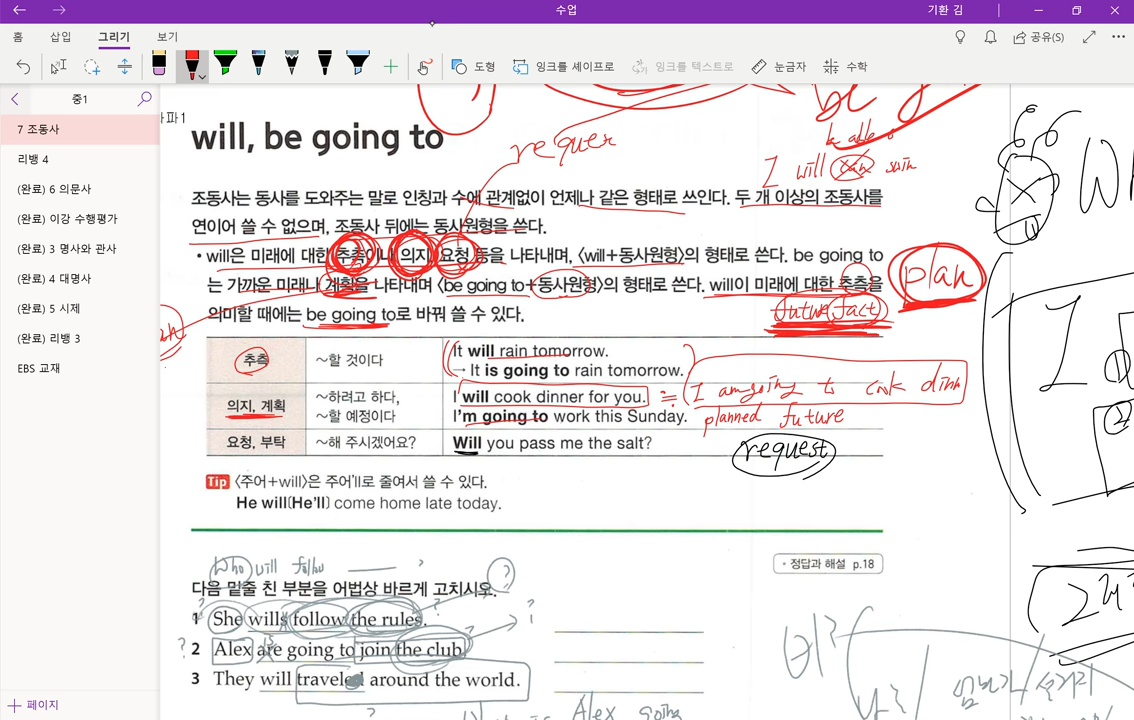 수업
기환 김
홈 삽입 그리기 보기
공유(S)
도형
잉크를 셰이프로
잉크를 텍스트로
눈금자
수학
중1
7 조동사
리뱅 4
(완료) 6 의문사
(완료) 이강 수행평가
(완료) 3 명사와 관사
(완료) 4 대명사
(완료) 5 시제
(완료) 리뱅 3
EBS 교재
페이지
파1
will, be going to
be
requer
I will can swim
조동사는 동사를 도와주는 말로 인칭과 수에 관계없이 언제나 같은 형태로 쓰인다. 두 개 이상의 조동사를
연이어 쓸 수 없으며, 조동사 뒤에는 동사원형을 쓴다.
• will은 미래에 대한 추측이나 의지, 요청 등을 나타내며, 〈will+동사원형〉의 형태로 쓴다. be going to
는 가까운 미래나 계획을 나타내며 〈be going to+동사원형〉의 형태로 쓴다. will이 미래에 대한 추측을
plan
의미할 때에는 be going to로 바꿔 쓸 수 있다.
future fact
추측 ～할 것이다 It will rain tomorrow.
→ It is going to rain tomorrow.
의지, 계획 ～하려고 하다, I will cook dinner for you. ≒ I am going to cook dinn
～할 예정이다 I'm going to work this Sunday. planned future
요청, 부탁 ～해 주시겠어요? Will you pass me the salt? request
Tip 〈주어+will〉은 주어'll로 줄여서 쓸 수 있다.
He will(He'll) come home late today.
Who will follow ?
• 정답과 해설 p.18
다음 밑줄 친 부분을 어법상 바르게 고치시오. ?
1 She wills follow the rules.
2 Alex are going to join the club.
3 They will traveled around the world.
Alex going